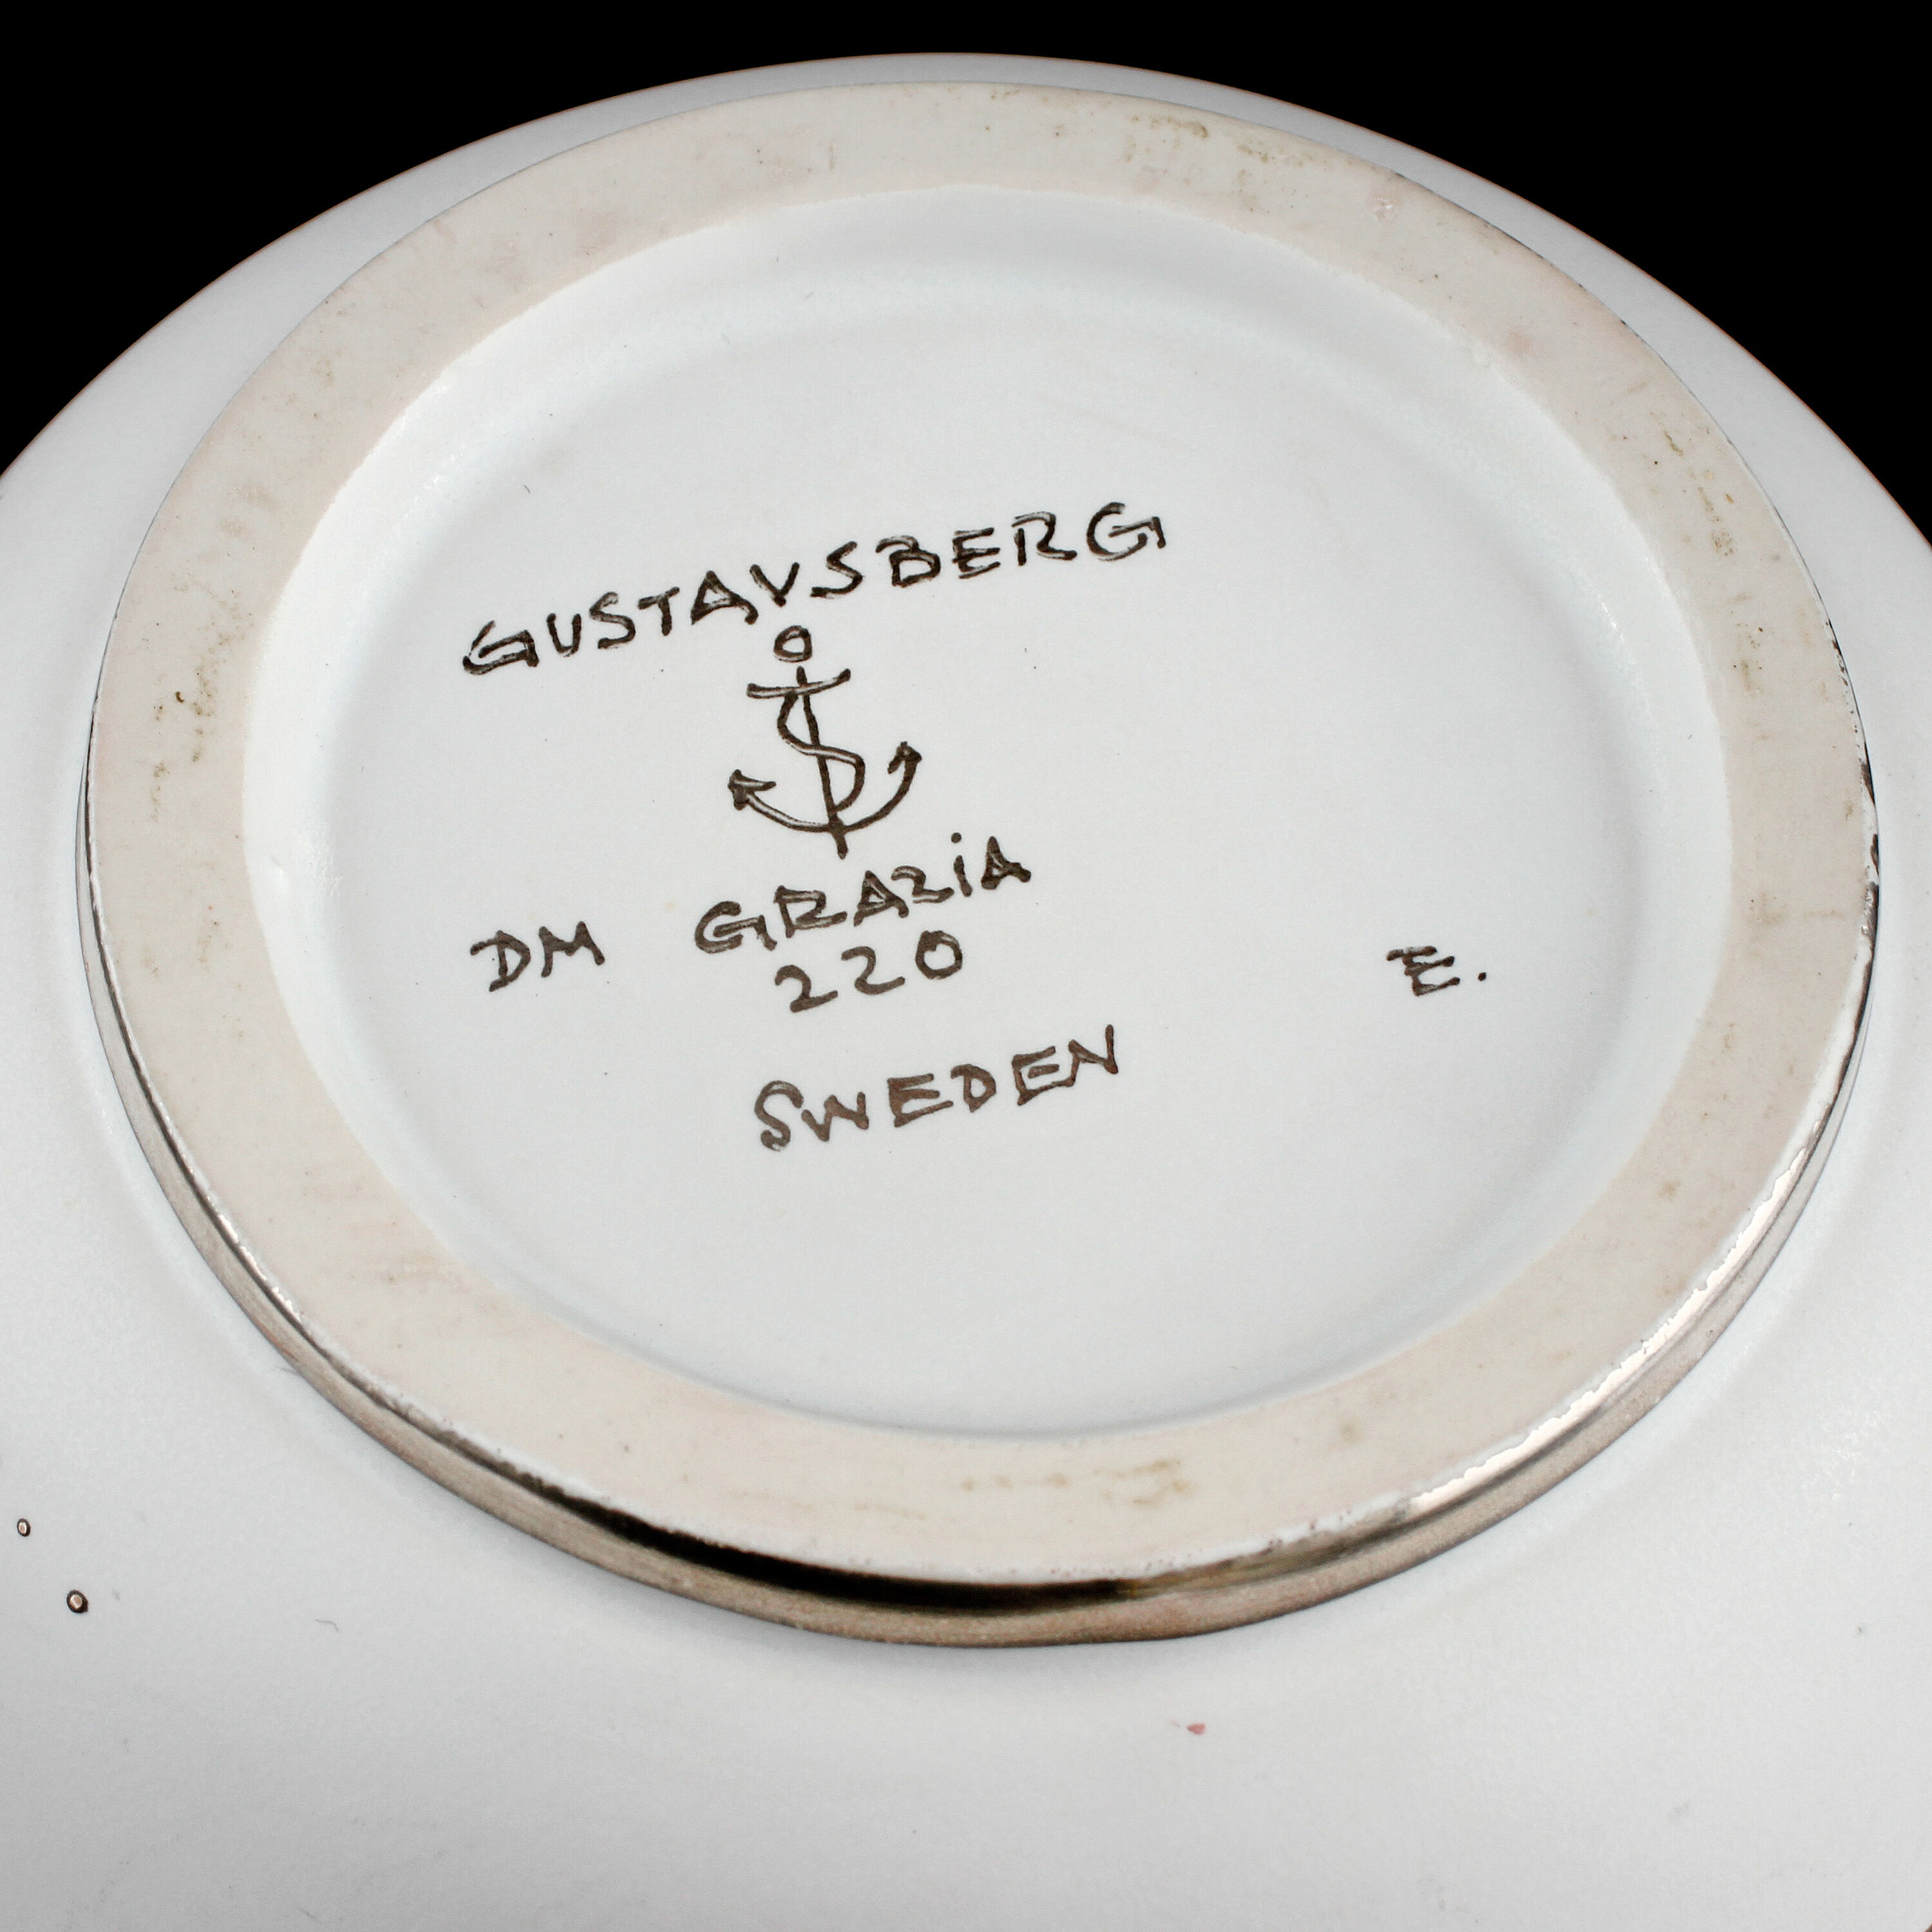 GUSTAVSBERG
DM GRAZiA E.
220
SWEDEN